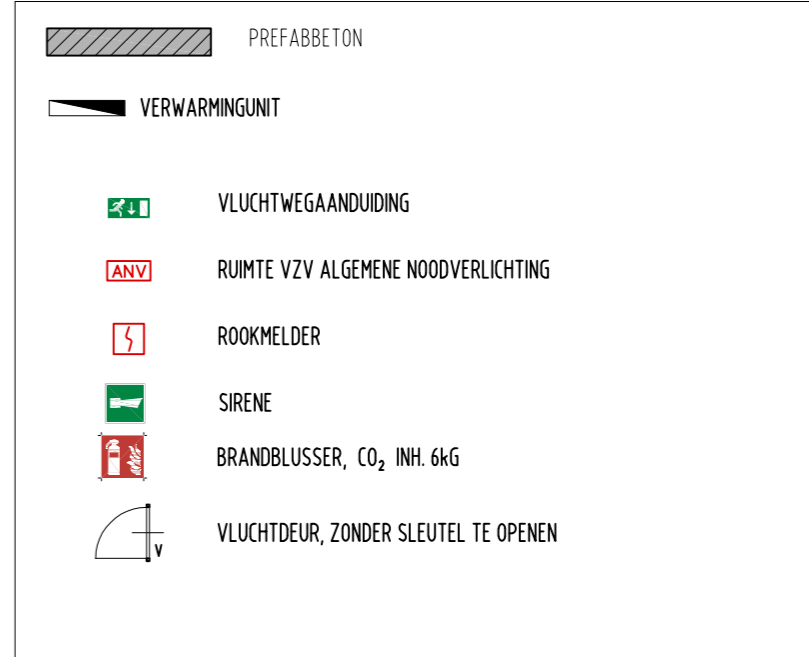 PREFABBETON
VERWARMINGUNIT
VLUCHTWEGAANDUIDING
ANV RUIMTE VZV ALGEMENE NOODVERLICHTING
ROOKMELDER
SIRENE
BRANDBLUSSER, CO₂ INH. 6kG
V VLUCHTDEUR, ZONDER SLEUTEL TE OPENEN